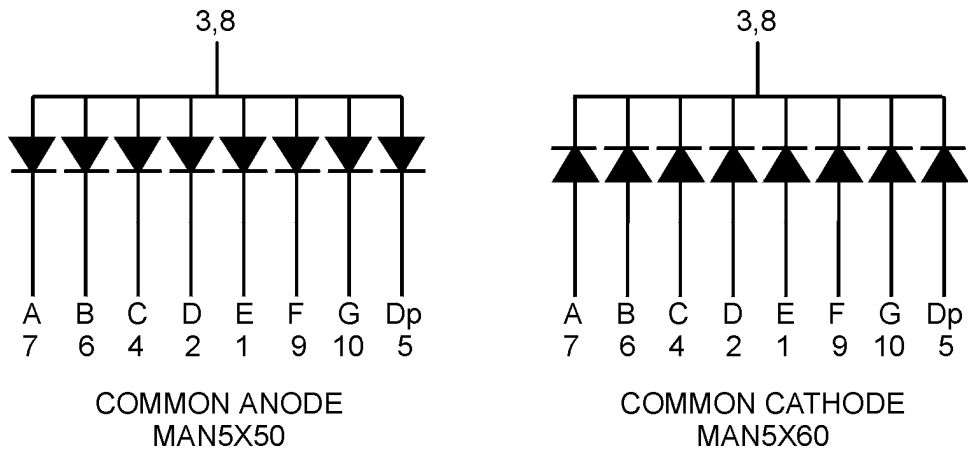 3,8
A B C D E F G Dp
7 6 4 2 1 9 10 5
COMMON ANODE
MAN5X50
3,8
A B C D E F G Dp
7 6 4 2 1 9 10 5
COMMON CATHODE
MAN5X60